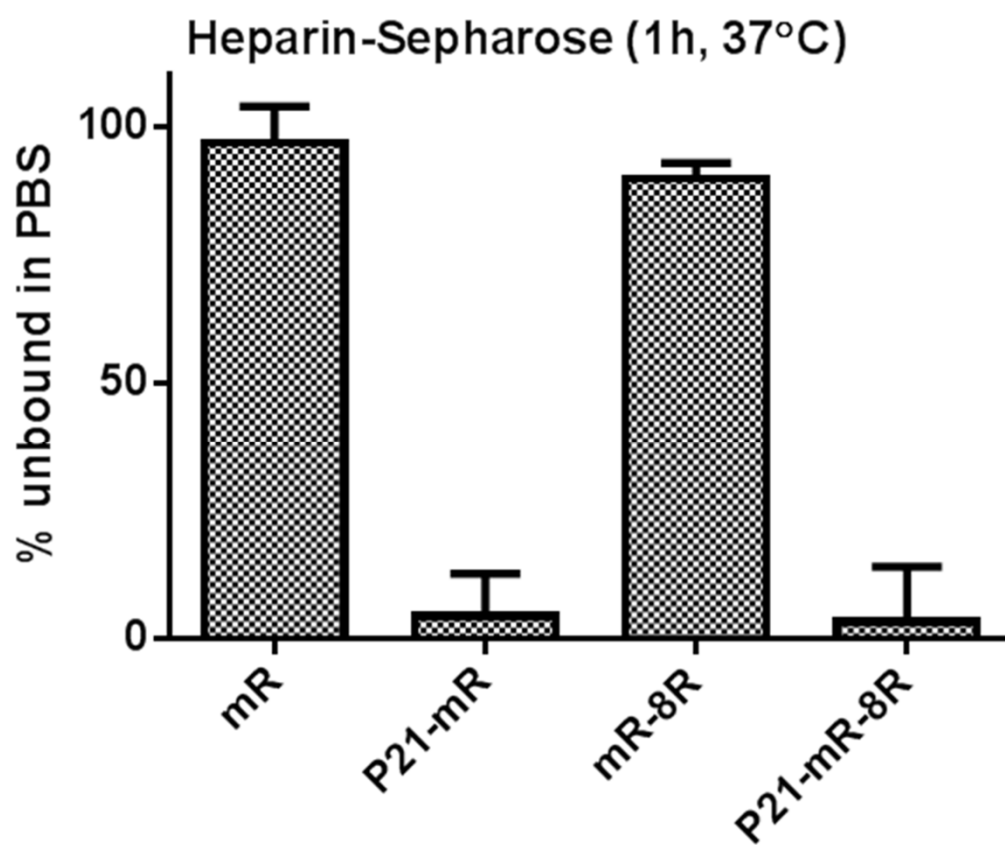 Heparin-Sepharose (1h, 37°C)
% unbound in PBS
100
50
0
mR
P21-mR
mR-8R
P21-mR-8R